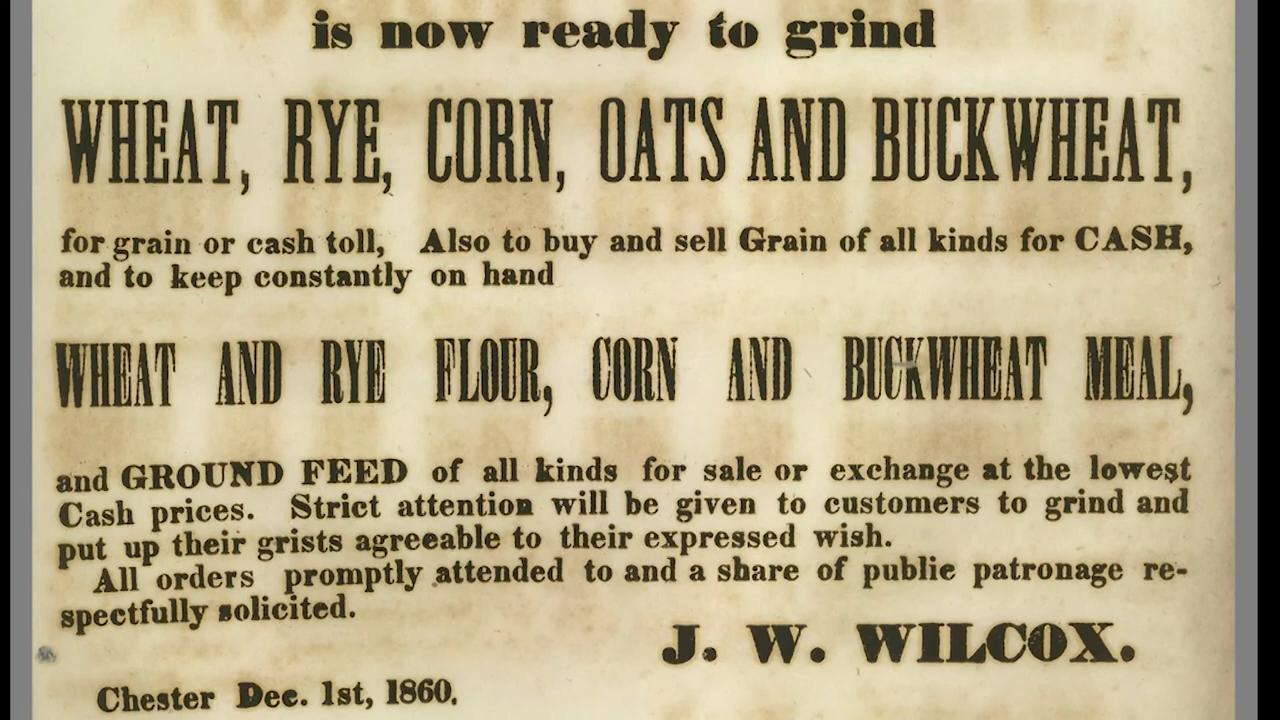 is now ready to grind
WHEAT, RYE, CORN, OATS AND BUCKWHEAT,
for grain or cash toll, Also to buy and sell Grain of all kinds for CASH,
and to keep constantly on hand
WHEAT AND RYE FLOUR, CORN AND BUCKWHEAT MEAL,
and GROUND FEED of all kinds for sale or exchange at the lowest
Cash prices. Strict attention will be given to customers to grind and
put up their grists agreeable to their expressed wish.
All orders promptly attended to and a share of public patronage re-
spectfully solicited.
J. W. WILCOX.
Chester Dec. 1st, 1860.